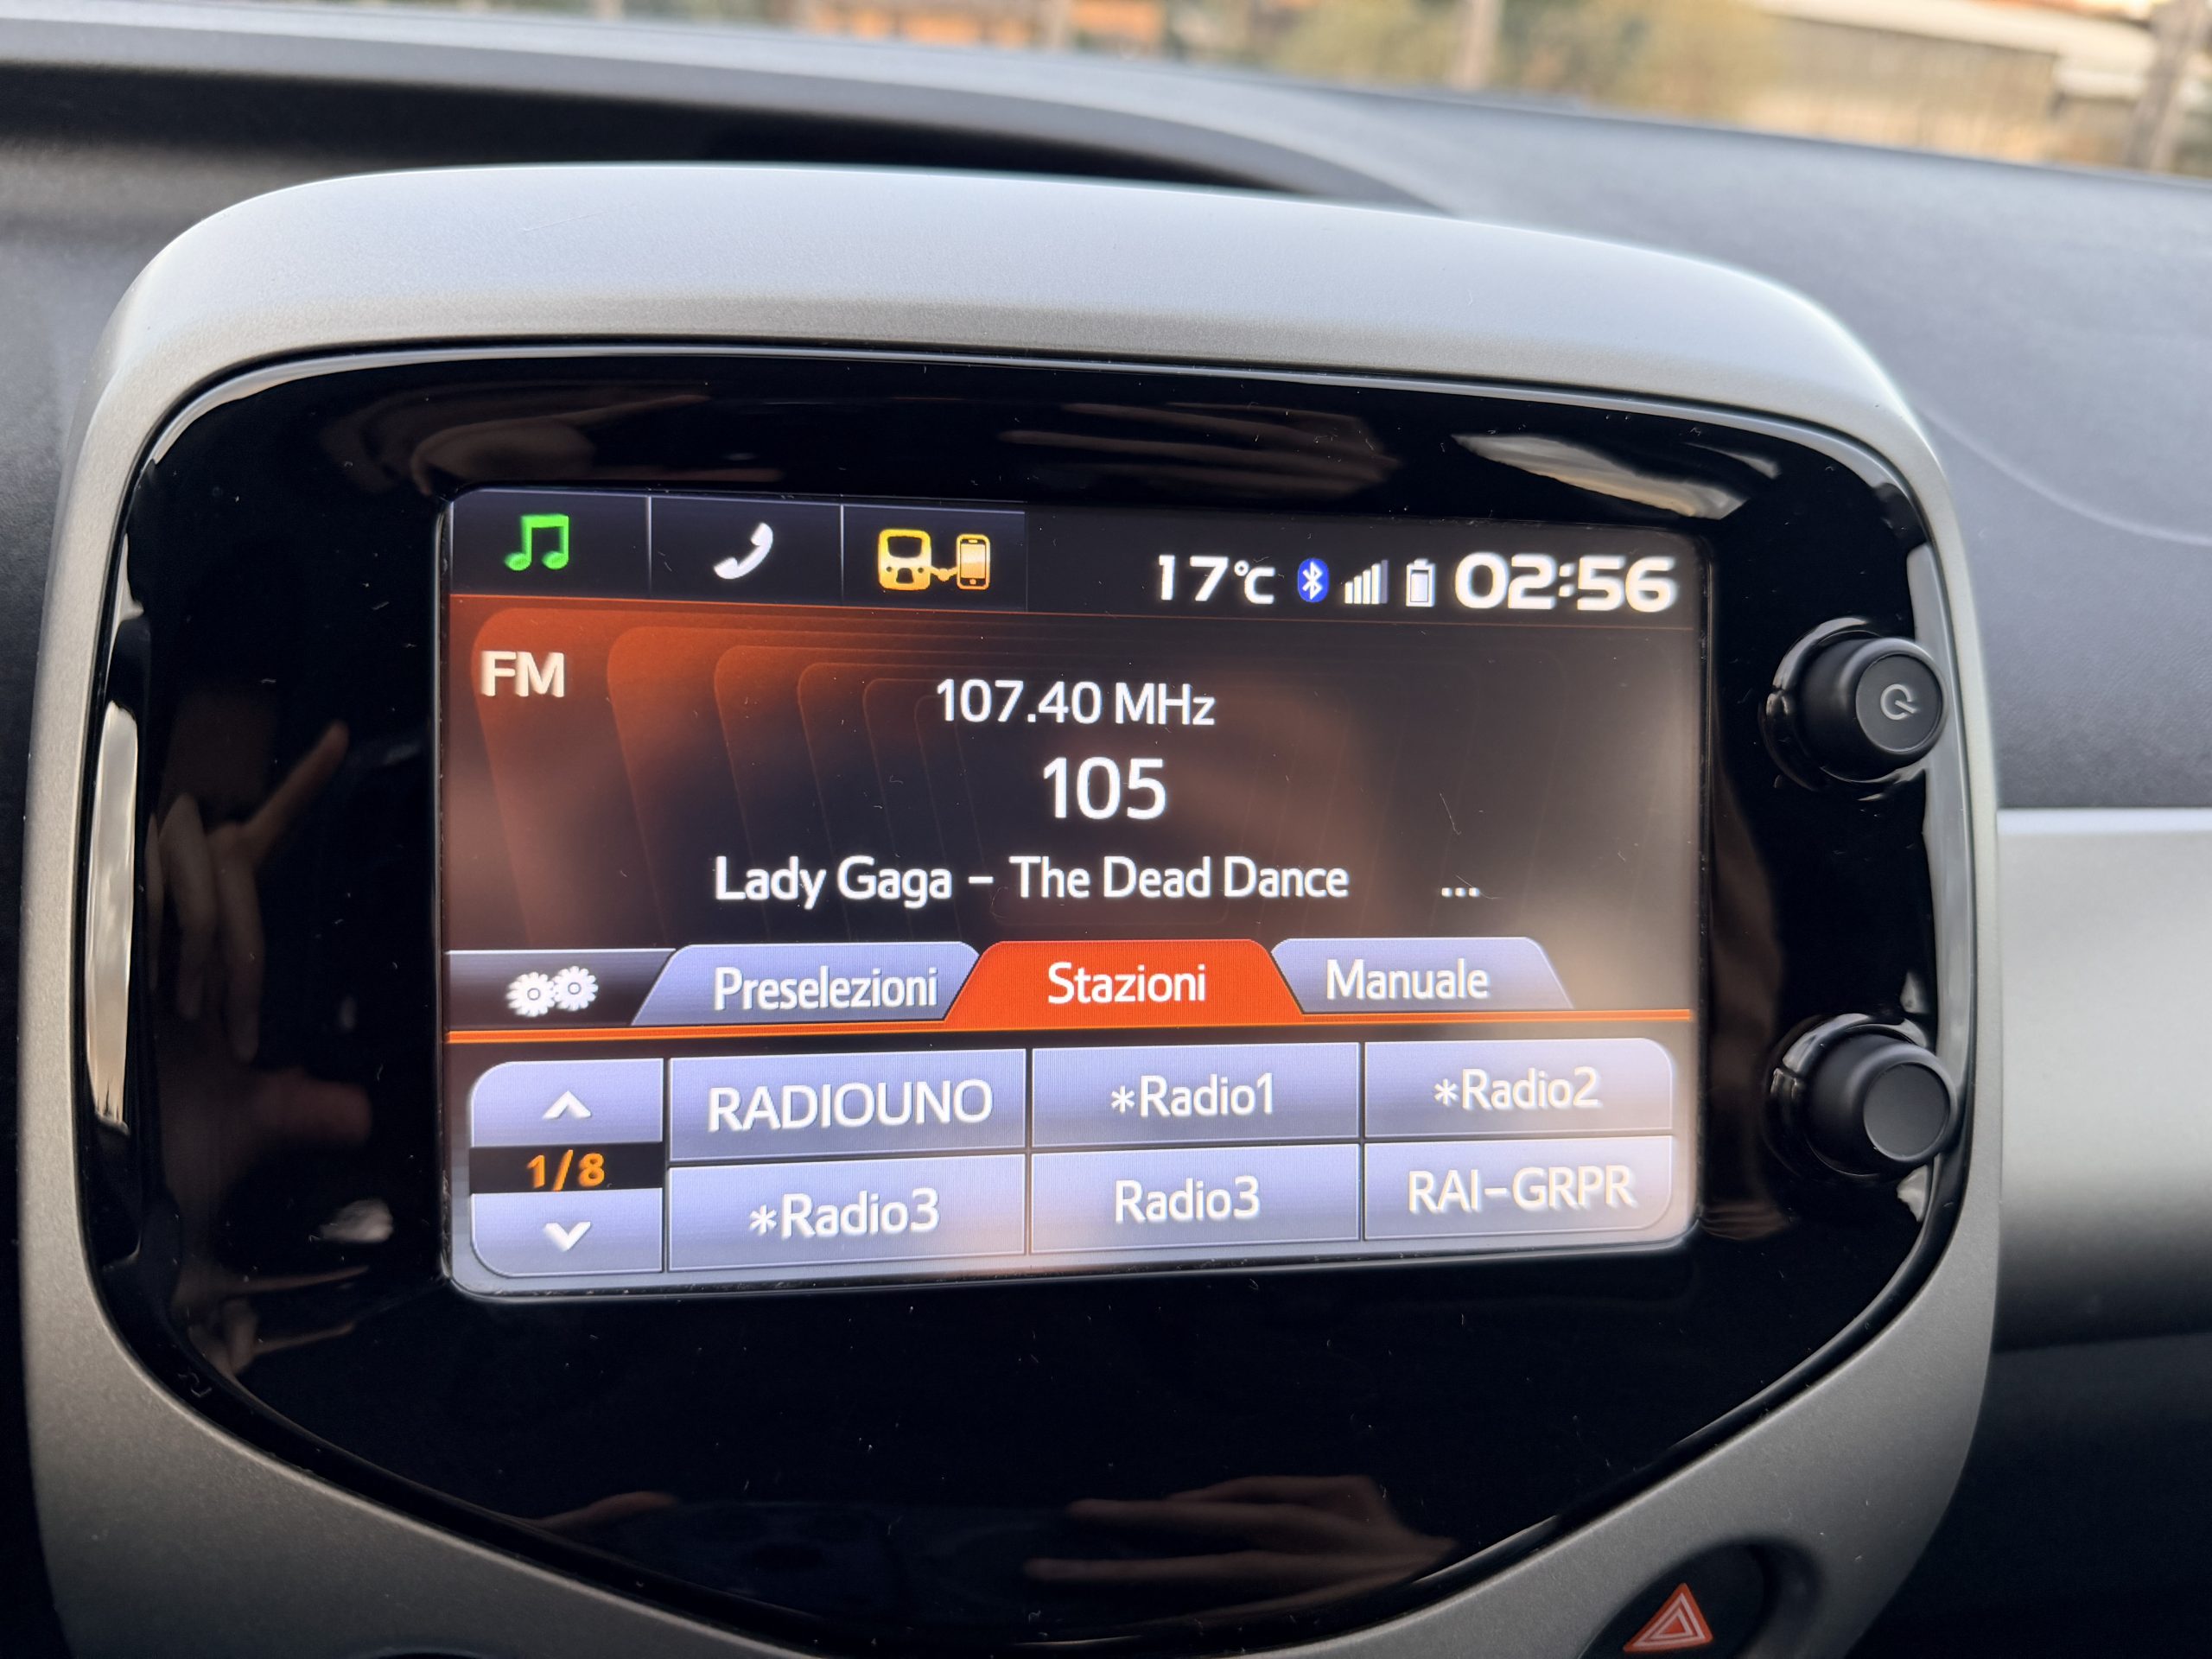 17°C 02:56
FM
107.40 MHz
105
Lady Gaga - The Dead Dance ...
Preselezioni Stazioni Manuale
RADIOUNO *Radio1 *Radio2
1/8
*Radio3 Radio3 RAI-GRPR